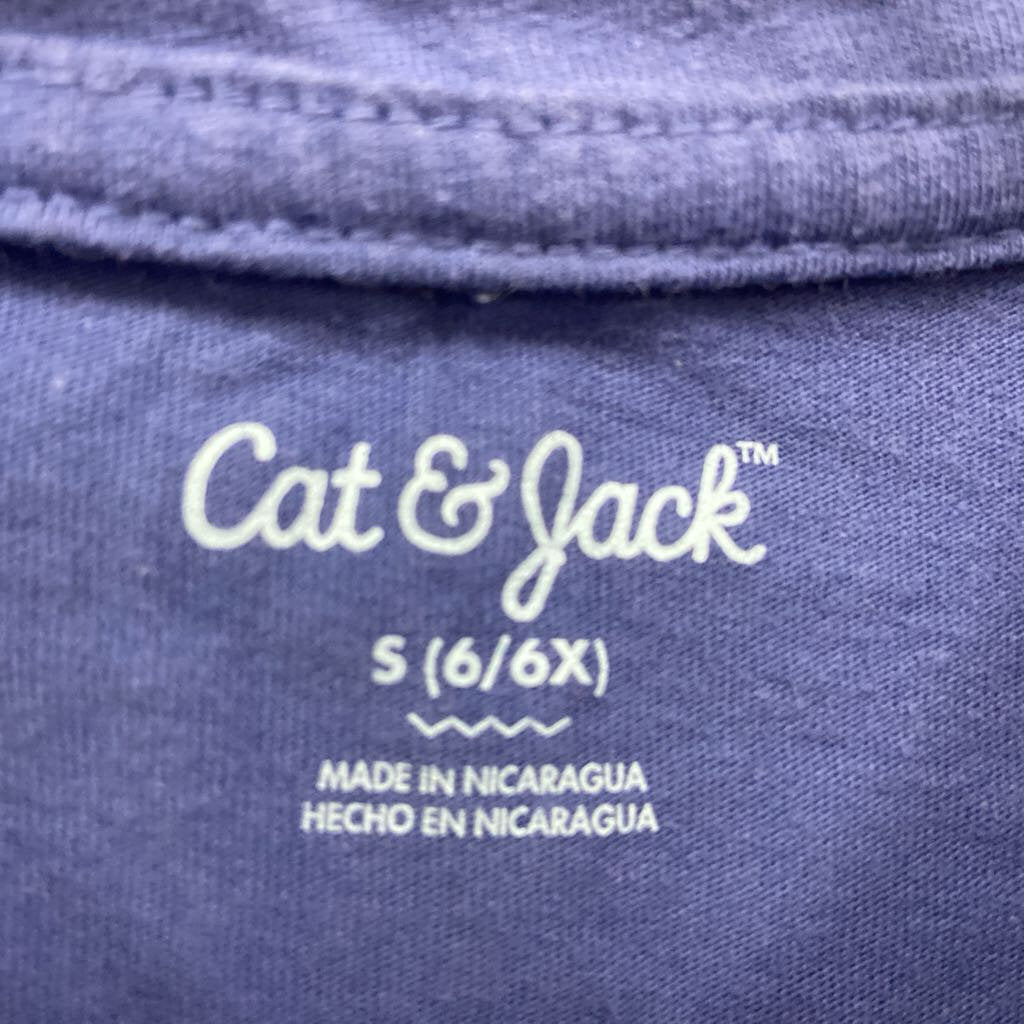 Cat & Jack™
S (6/6X)
MADE IN NICARAGUA
HECHO EN NICARAGUA